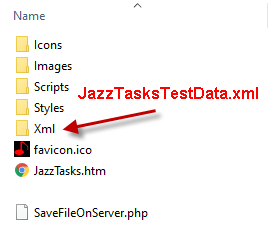 Name
Icons
Images
Scripts
JazzTasksTestData.xml
Styles
Xml
favicon.ico
JazzTasks.htm
SaveFileOnServer.php